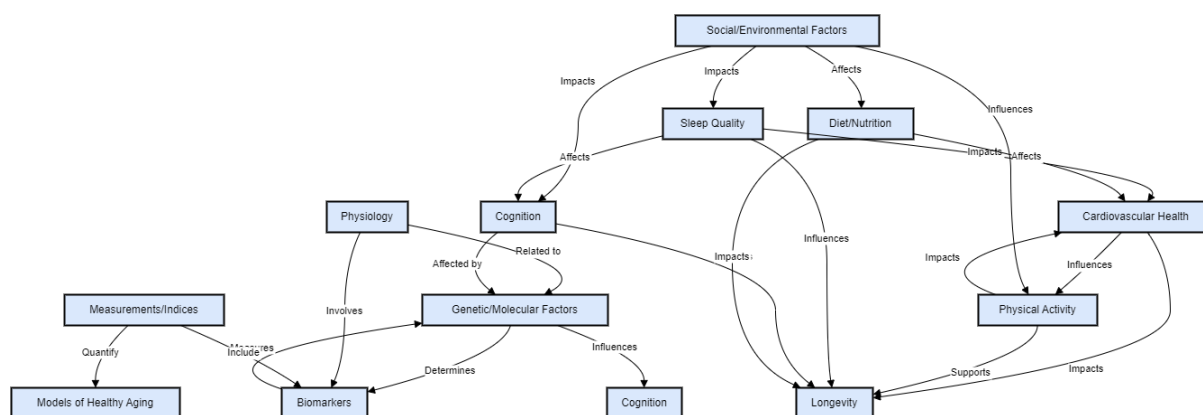 Social/Environmental Factors
Impacts
Impacts
Affects
Influences
Sleep Quality
Diet/Nutrition
Affects
Impacts
Affects
Physiology
Cognition
Cardiovascular Health
Related to
Influences
Affected by
Impacts
Impacts
Influences
Measurements/Indices
Involves
Genetic/Molecular Factors
Physical Activity
Quantify
Include
Measures
Influences
Determines
Supports
Impacts
Models of Healthy Aging
Biomarkers
Cognition
Longevity